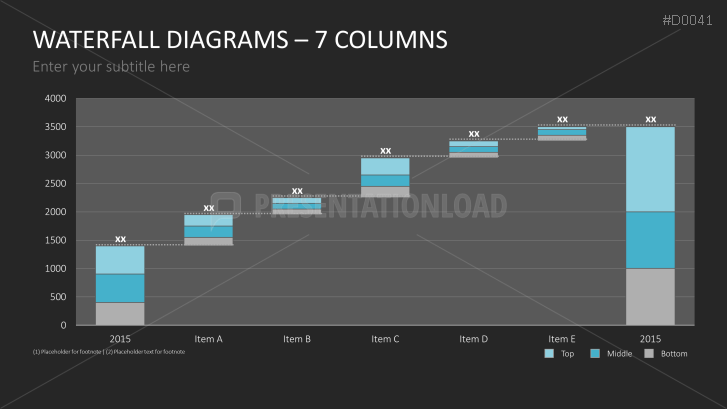 #D0041
WATERFALL DIAGRAMS – 7 COLUMNS
Enter your subtitle here
4000
3500
3000
2500
2000
1500
1000
500
0
xx
xx
xx
xx
xx
xx
xx
PRESENTATIONLOAD
2015 Item A Item B Item C Item D Item E 2015
(1) Placeholder for footnote | (2) Placeholder text for footnote
Top Middle Bottom